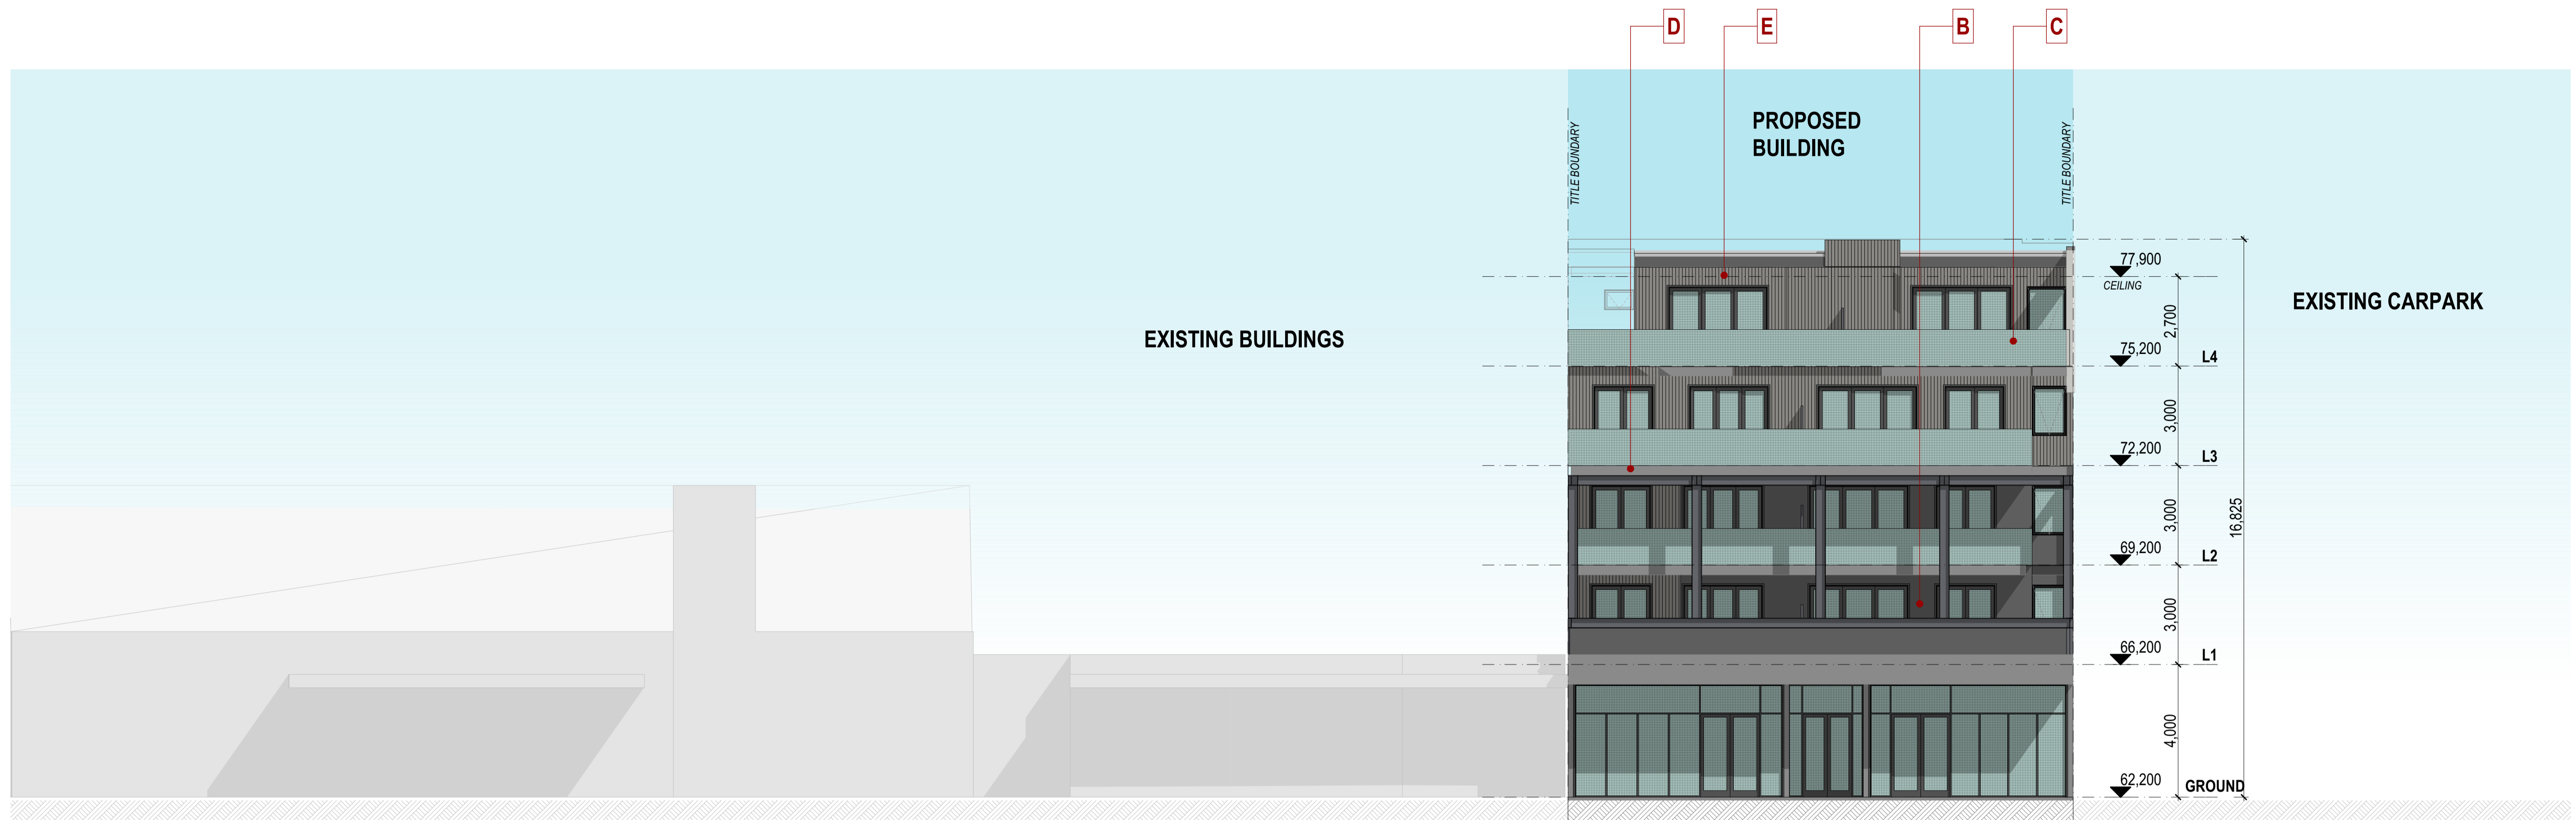 D
E
B
C
PROPOSED
BUILDING
TITLE BOUNDARY
TITLE BOUNDARY
77,900
CEILING
EXISTING CARPARK
2,700
EXISTING BUILDINGS
75,200
L4
3,000
72,200
L3
3,000
16,825
69,200
L2
3,000
66,200
L1
4,000
62,200
GROUND